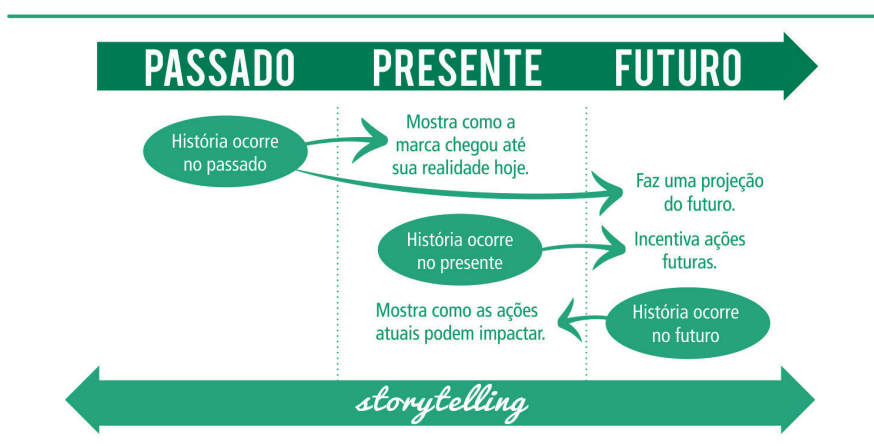 PASSADO PRESENTE FUTURO
História ocorre
no passado
Mostra como a
marca chegou até
sua realidade hoje.
Faz uma projeção
do futuro.
História ocorre
no presente
Incentiva ações
futuras.
Mostra como as ações
atuais podem impactar.
História ocorre
no futuro
storytelling